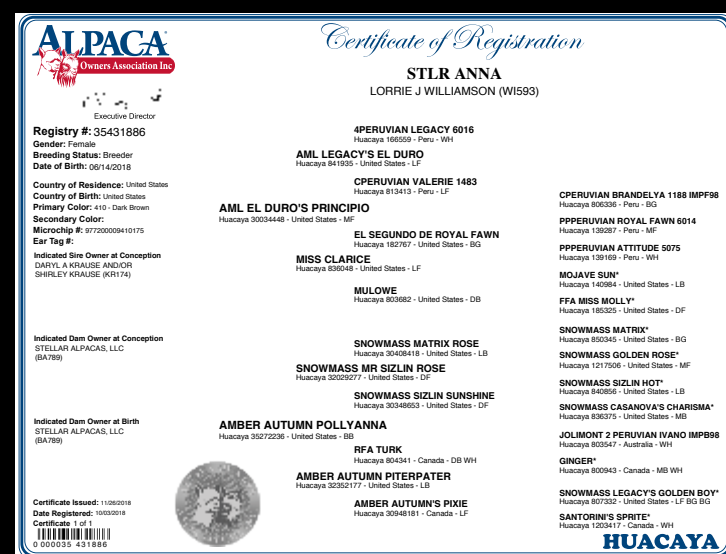 ALPACA
Owners Association Inc
Executive Director
Certificate of Registration
STLR ANNA
LORRIE J WILLIAMSON (WI593)
Registry #: 35431886
Gender: Female
Breeding Status: Breeder
Date of Birth: 06/14/2018
Country of Residence: United States
Country of Birth: United States
Primary Color: 410 - Dark Brown
Secondary Color:
Microchip #: 977200009410175
Ear Tag #:
Indicated Sire Owner at Conception
DARYL A KRAUSE AND/OR
SHIRLEY KRAUSE (KR174)
Indicated Dam Owner at Conception
STELLAR ALPACAS, LLC
(BA789)
Indicated Dam Owner at Birth
STELLAR ALPACAS, LLC
(BA789)
Certificate Issued: 11/26/2018
Date Registered: 10/03/2018
Certificate 1 of 1
0 000035 431886
AML EL DURO'S PRINCIPIO
Huacaya 30034448 - United States - MF
AMBER AUTUMN POLLYANNA
Huacaya 35272236 - United States - BB
AML LEGACY'S EL DURO
Huacaya 841935 - United States - LF
MISS CLARICE
Huacaya 836048 - United States - LF
SNOWMASS MR SIZLIN ROSE
Huacaya 32029277 - United States - DF
AMBER AUTUMN PITERPATER
Huacaya 32352177 - United States - LB
4PERUVIAN LEGACY 6016
Huacaya 166559 - Peru - WH
CPERUVIAN VALERIE 1483
Huacaya 813413 - Peru - LF
EL SEGUNDO DE ROYAL FAWN
Huacaya 182767 - United States - BG
MULOWE
Huacaya 803682 - United States - DB
SNOWMASS MATRIX ROSE
Huacaya 30408418 - United States - LB
SNOWMASS SIZLIN SUNSHINE
Huacaya 30348653 - United States - DF
RFA TURK
Huacaya 804341 - Canada - DB WH
AMBER AUTUMN'S PIXIE
Huacaya 30948181 - Canada - LF
CPERUVIAN BRANDELYA 1188 IMPF98
Huacaya 806336 - Peru - BG
PPPERUVIAN ROYAL FAWN 6014
Huacaya 139287 - Peru - MF
PPPERUVIAN ATTITUDE 5075
Huacaya 139169 - Peru - WH
MOJAVE SUN*
Huacaya 140984 - United States - LB
FFA MISS MOLLY*
Huacaya 185325 - United States - DF
SNOWMASS MATRIX*
Huacaya 850345 - United States - BG
SNOWMASS GOLDEN ROSE*
Huacaya 1217506 - United States - MF
SNOWMASS SIZLIN HOT*
Huacaya 840856 - United States - LB
SNOWMASS CASANOVA'S CHARISMA*
Huacaya 836375 - United States - MB
JOLIMONT 2 PERUVIAN IVANO IMPB98
Huacaya 803547 - Australia - WH
GINGER*
Huacaya 800943 - Canada - MB WH
SNOWMASS LEGACY'S GOLDEN BOY*
Huacaya 807332 - United States - LF BG BG
SANTORINI'S SPRITE*
Huacaya 1203417 - Canada - WH
HUACAYA